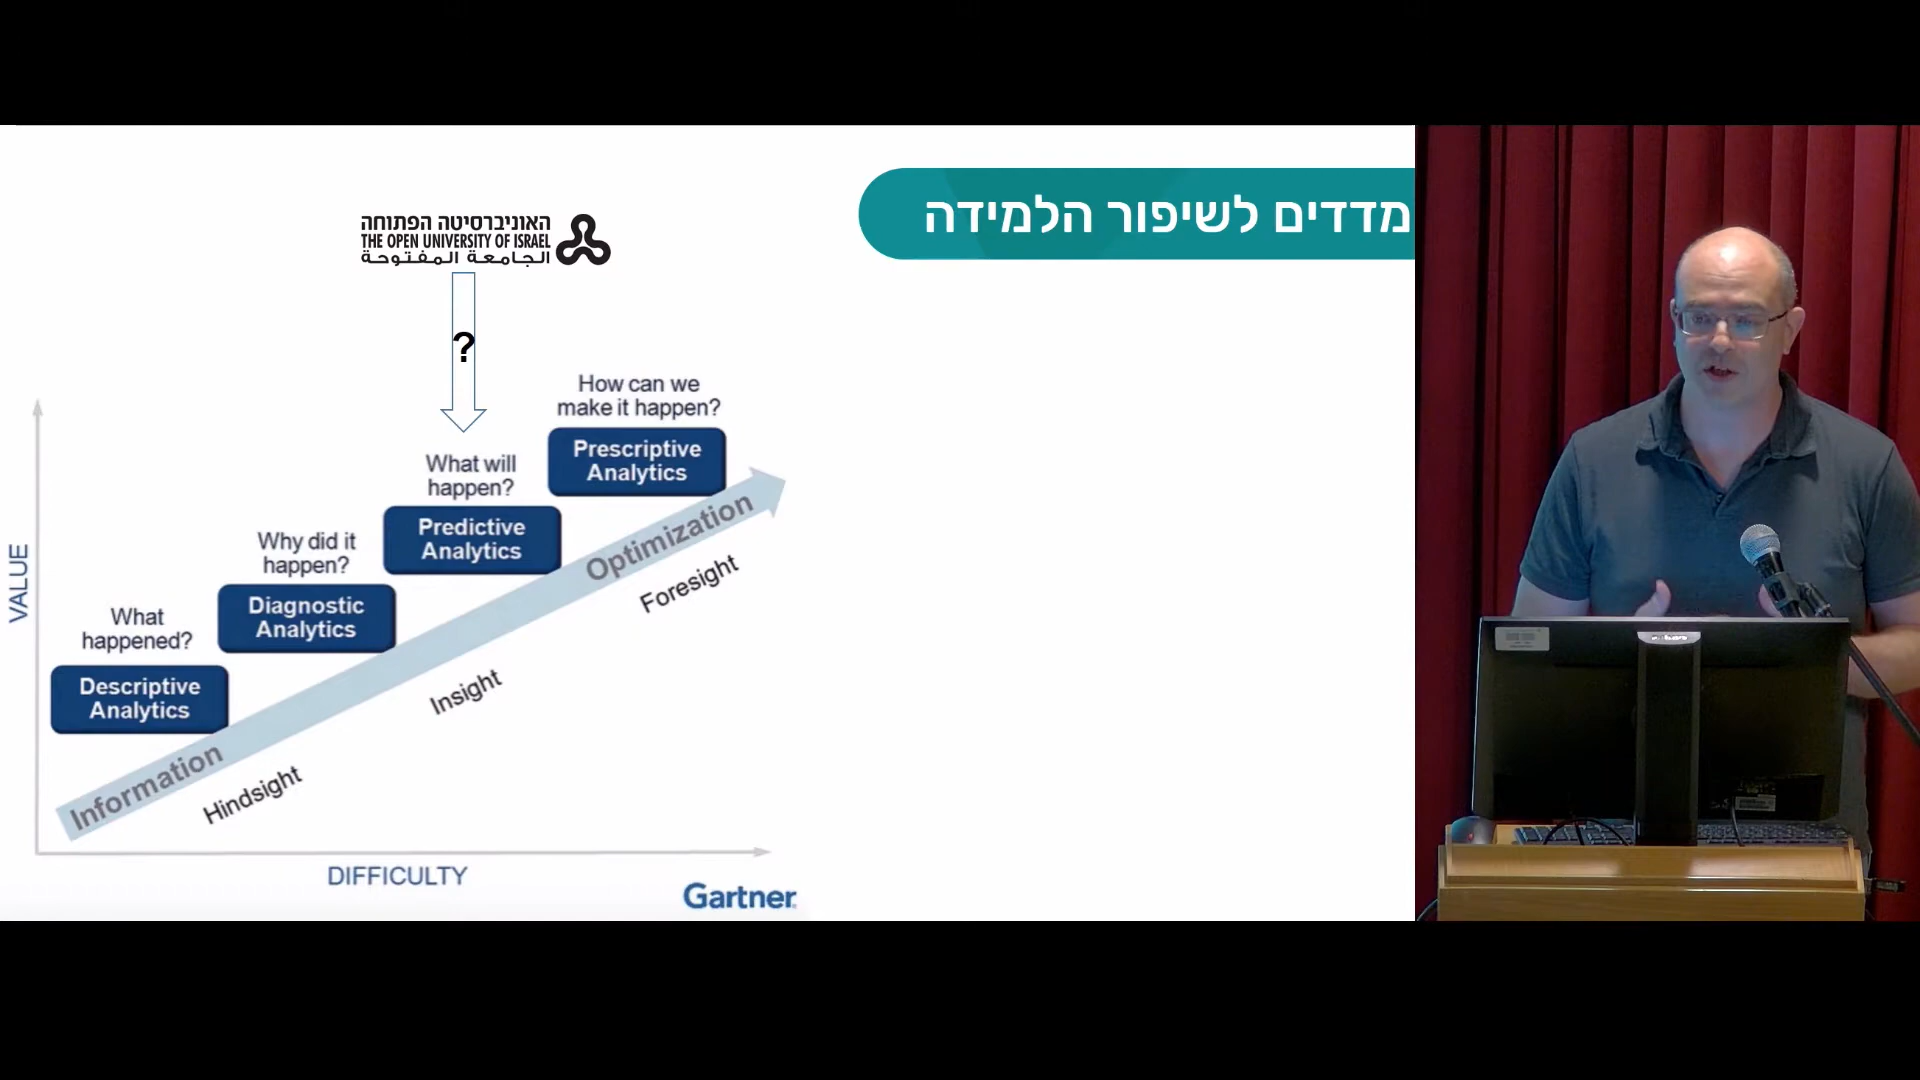 מדדים לשיפור הלמידה
האוניברסיטה הפתוחה
THE OPEN UNIVERSITY OF ISRAEL
الجامعة المفتوحة
?
How can we
make it happen?
Prescriptive
Analytics
What will
happen?
Predictive
Analytics
Why did it
happen?
Diagnostic
Analytics
What
happened?
Descriptive
Analytics
Optimization
Information
Foresight
Insight
Hindsight
VALUE
DIFFICULTY
Gartner